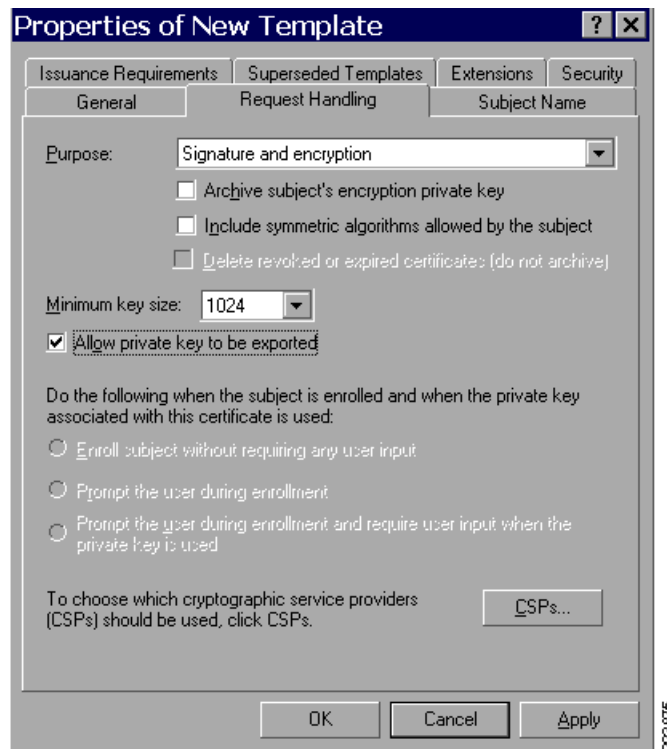 Properties of New Template
Issuance Requirements Superseded Templates Extensions Security
General Request Handling Subject Name
Purpose: Signature and encryption
Archive subject's encryption private key
Include symmetric algorithms allowed by the subject
Delete revoked or expired certificates (do not archive)
Minimum key size: 1024
Allow private key to be exported
Do the following when the subject is enrolled and when the private key
associated with this certificate is used:
Enroll subject without requiring any user input
Prompt the user during enrollment
Prompt the user during enrollment and require user input when the
private key is used
To choose which cryptographic service providers
(CSPs) should be used, click CSPs.
CSPs...
OK Cancel Apply